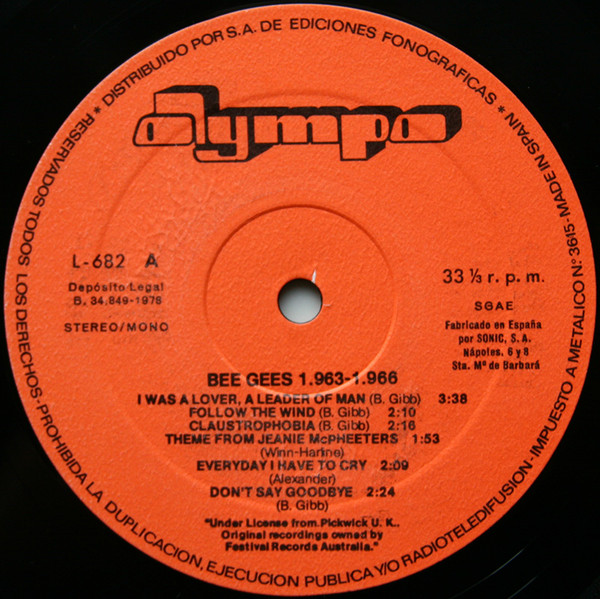 RESERVADOS TODOS LOS DERECHOS-PROHIBIDA LA DUPLICACION, EJECUCION PUBLICA Y/O RADIOTELEDIFUSION-IMPUESTO A METALICO N.º 3615-MADE IN SPAIN*
* DISTRIBUIDO POR S.A. DE EDICIONES FONOGRAFICAS
olympo
L-682 A
Depósito Legal
B. 34.849-1978
STEREO/MONO
33 ⅓ r. p. m.
SGAE
Fabricado en España
por SONIC, S. A.
Nápoles. 6 y 8
Sta. Mª de Barbará
BEE GEES 1.963-1.966
I WAS A LOVER, A LEADER OF MAN (B. Gibb) 3:38
FOLLOW THE WIND (B. Gibb) 2:10
CLAUSTROPHOBIA (B. Gibb) 2:16
THEME FROM JEANIE McPHEETERS 1:53
(Winn-Harline)
EVERYDAY I HAVE TO CRY 2:09
(Alexander)
DON'T SAY GOODBYE 2:24
(B. Gibb)
"Under License from Pickwick U. K..
Original recordings owned by
Festival Records Australia."